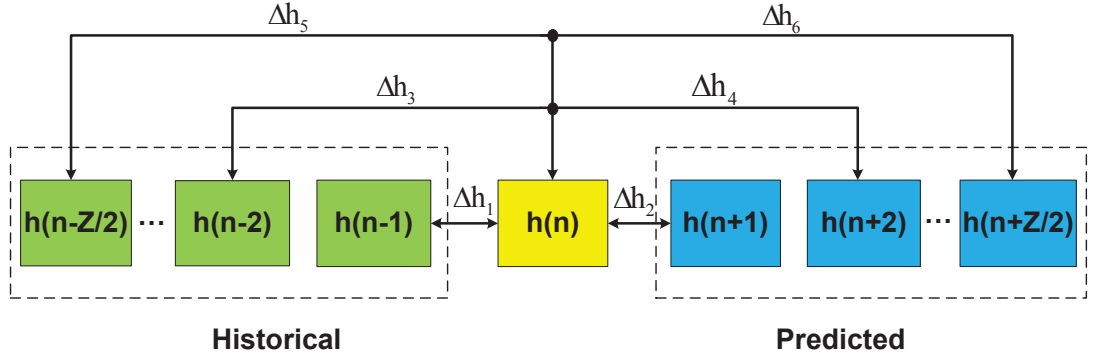 Δh₅ Δh₆
Δh₃ Δh₄
Δh₁ Δh₂
h(n-Z/2) ... h(n-2) h(n-1) h(n) h(n+1) h(n+2) ... h(n+Z/2)
Historical Predicted